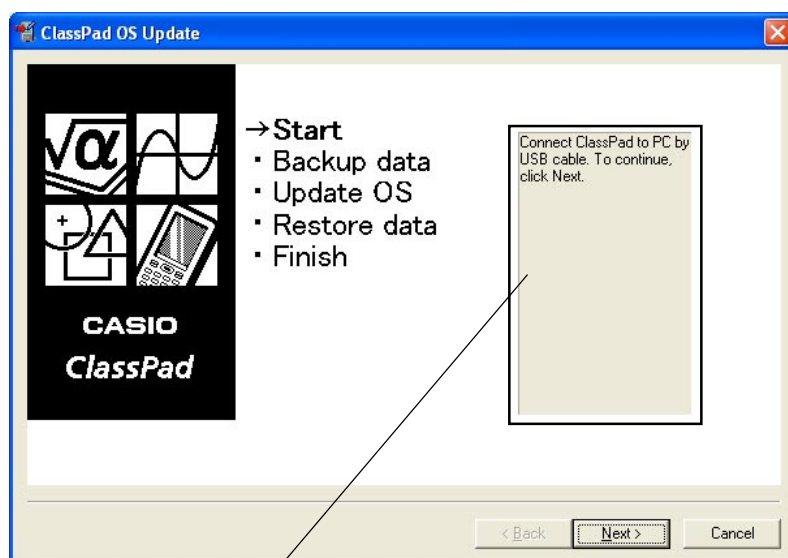 ClassPad OS Update
√α
+
→Start
・Backup data
・Update OS
・Restore data
・Finish
Connect ClassPad to PC by
USB cable. To continue,
click Next.
CASIO
ClassPad
< Back
Next >
Cancel